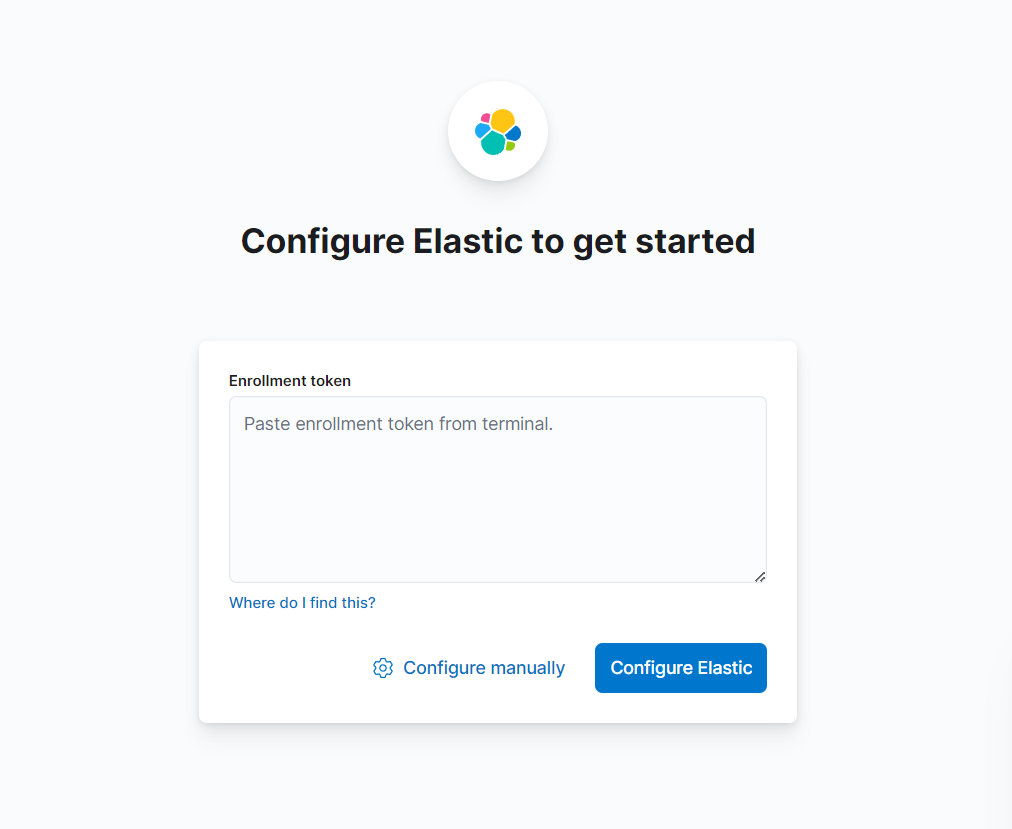 Configure Elastic to get started
Enrollment token
Paste enrollment token from terminal.
Where do I find this?
Configure manually
Configure Elastic